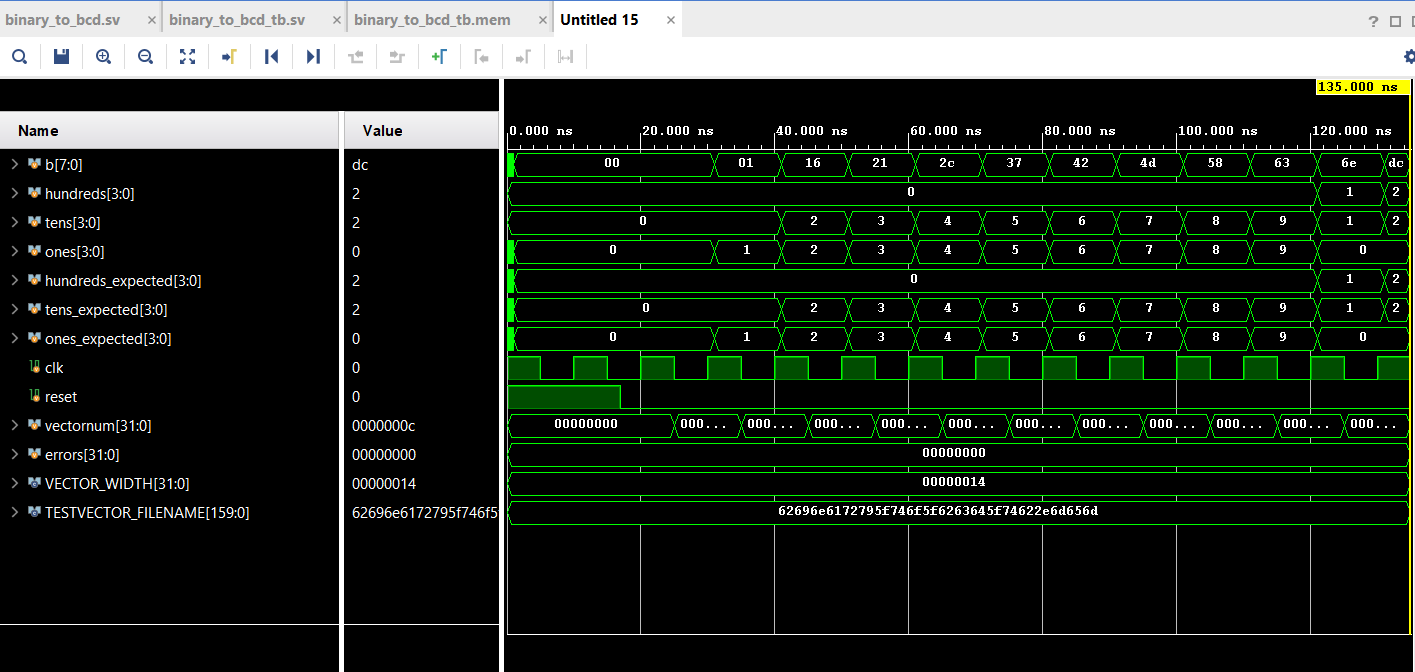 binary_to_bcd.sv × binary_to_bcd_tb.sv × binary_to_bcd_tb.mem × Untitled 15 × ?
135.000 ns
Name Value 0.000 ns 20.000 ns 40.000 ns 60.000 ns 80.000 ns 100.000 ns 120.000 ns
b[7:0] dc 00 01 16 21 2c 37 42 4d 58 63 6e dc
hundreds[3:0] 2 0 1 2
tens[3:0] 2 0 2 3 4 5 6 7 8 9 1 2
ones[3:0] 0 0 1 2 3 4 5 6 7 8 9 0
hundreds_expected[3:0] 2 0 1 2
tens_expected[3:0] 2 0 2 3 4 5 6 7 8 9 1 2
ones_expected[3:0] 0 0 1 2 3 4 5 6 7 8 9 0
clk 0
reset 0
vectornum[31:0] 0000000c 00000000 000... 000... 000... 000... 000... 000... 000... 000... 000... 000... 000...
errors[31:0] 00000000 00000000
VECTOR_WIDTH[31:0] 00000014 00000014
TESTVECTOR_FILENAME[159:0] 62696e6172795f746f5 62696e6172795f746f5f6263645f74622e6d656d